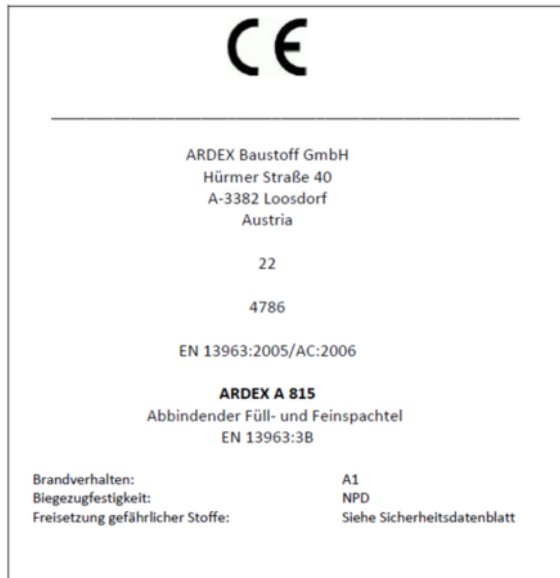 CE
ARDEX Baustoff GmbH
Hürmer Straße 40
A-3382 Loosdorf
Austria
22
4786
EN 13963:2005/AC:2006
ARDEX A 815
Abbindender Füll- und Feinspachtel
EN 13963:3B
Brandverhalten: A1
Biegezugfestigkeit: NPD
Freisetzung gefährlicher Stoffe: Siehe Sicherheitsdatenblatt